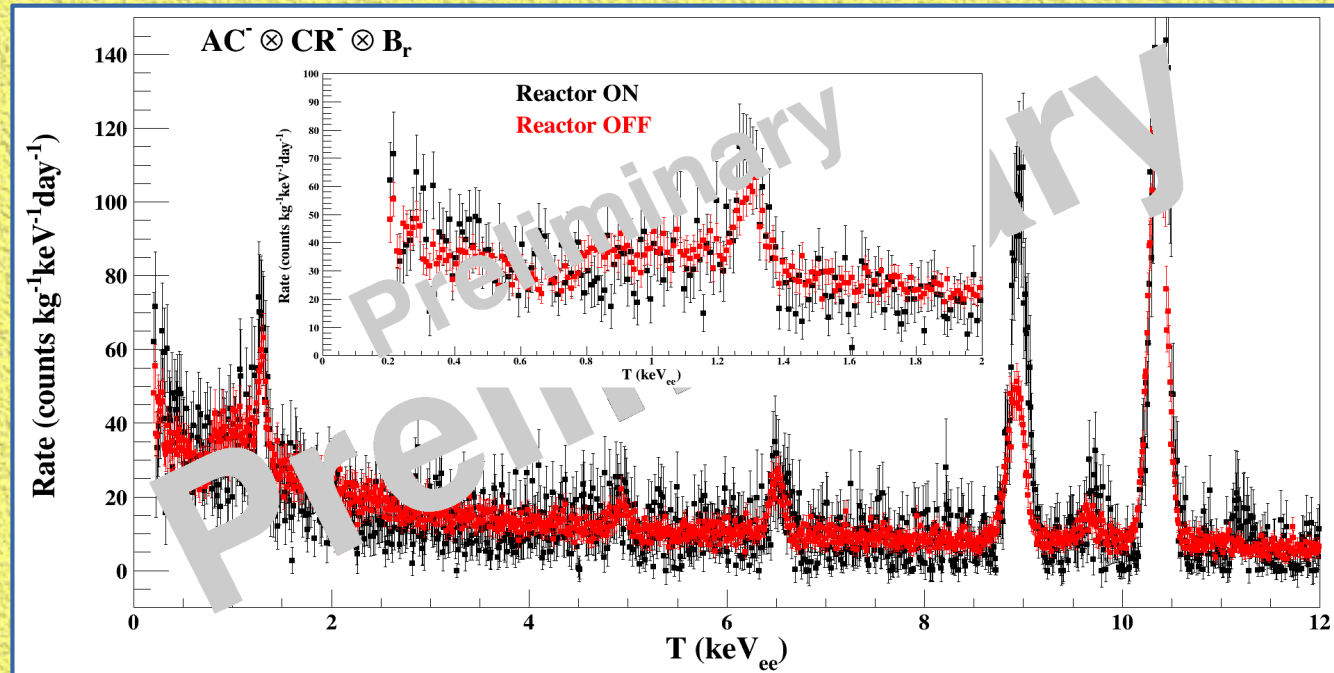 AC⁻ ⊗ CR⁻ ⊗ Bᵣ
Reactor ON
Reactor OFF
Preliminary
Rate (counts kg⁻¹keV⁻¹day⁻¹)
100
90
80
70
60
50
40
30
20
10
0
0 0.2 0.4 0.6 0.8 1 1.2 1.4 1.6 1.8 2
T (keVₑₑ)
Preliminary
Rate (counts kg⁻¹keV⁻¹day⁻¹)
140
120
100
80
60
40
20
0
0 2 4 6 8 10 12
T (keVₑₑ)